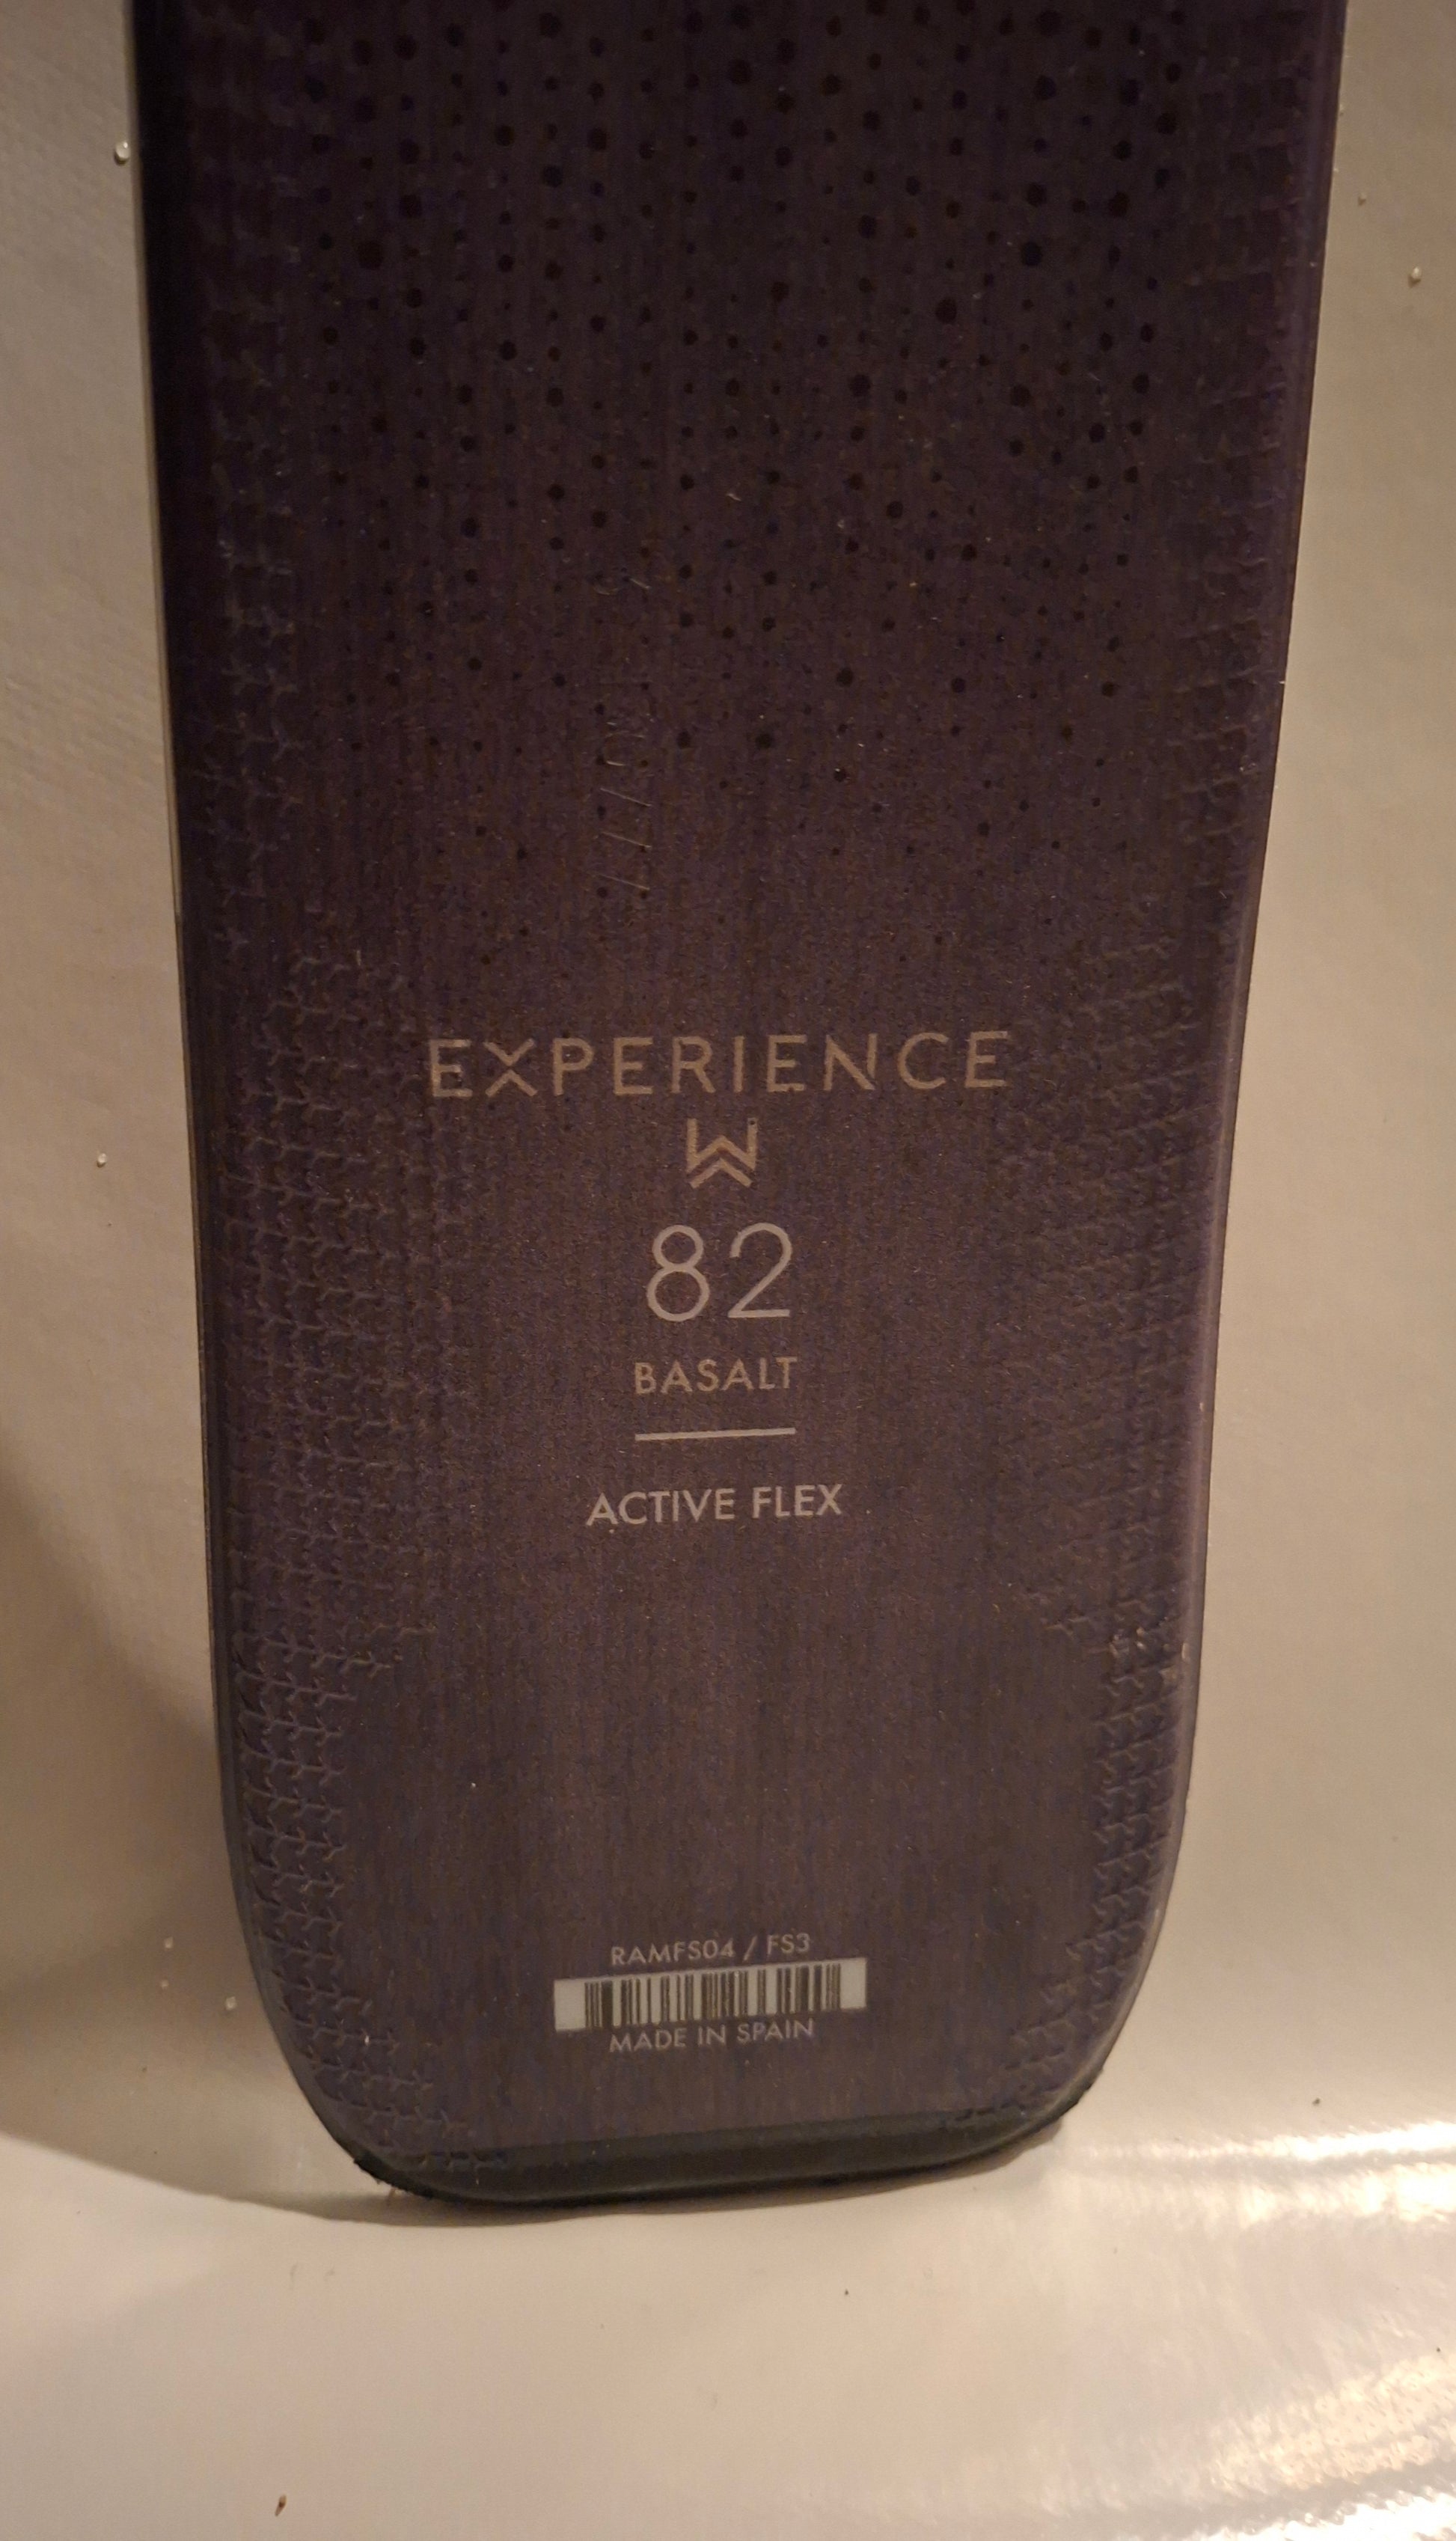 EXPERIENCE
W
82
BASALT
ACTIVE FLEX
RAMFS04 / FS3
MADE IN SPAIN